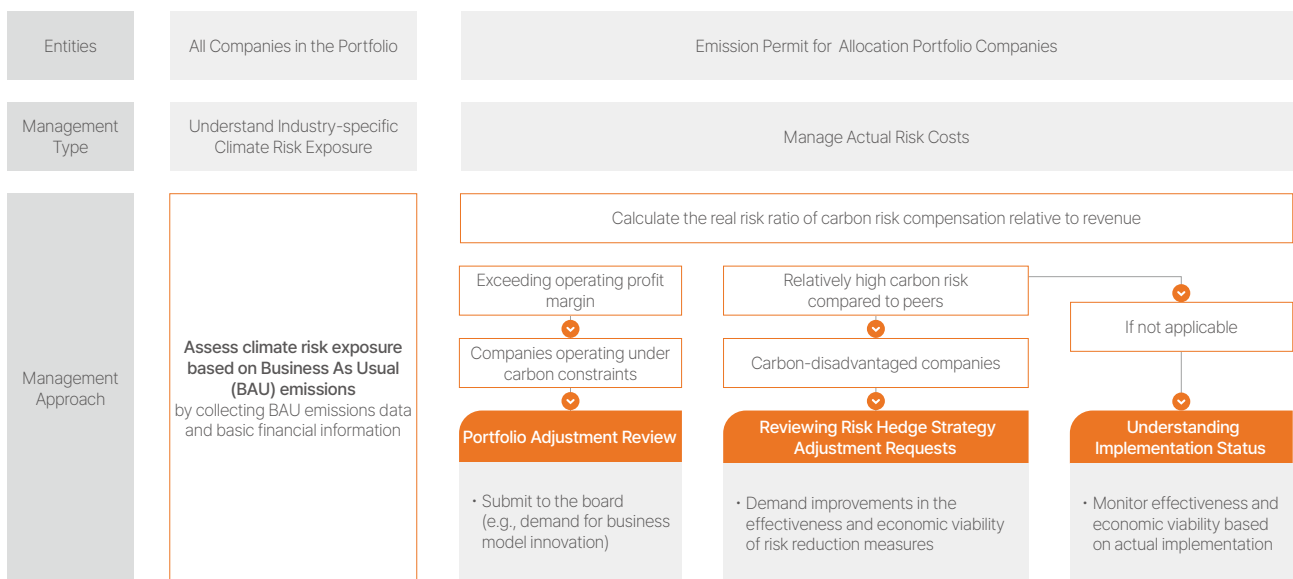 Entities
All Companies in the Portfolio
Emission Permit for Allocation Portfolio Companies
Management
Type
Understand Industry-specific
Climate Risk Exposure
Manage Actual Risk Costs
Management
Approach
Assess climate risk exposure
based on Business As Usual
(BAU) emissions
by collecting BAU emissions data
and basic financial information
Calculate the real risk ratio of carbon risk compensation relative to revenue
Exceeding operating profit
margin
Companies operating under
carbon constraints
Portfolio Adjustment Review
· Submit to the board
(e.g., demand for business
model innovation)
Relatively high carbon risk
compared to peers
Carbon-disadvantaged companies
Reviewing Risk Hedge Strategy
Adjustment Requests
· Demand improvements in the
effectiveness and economic viability
of risk reduction measures
If not applicable
Understanding
Implementation Status
· Monitor effectiveness and
economic viability based
on actual implementation